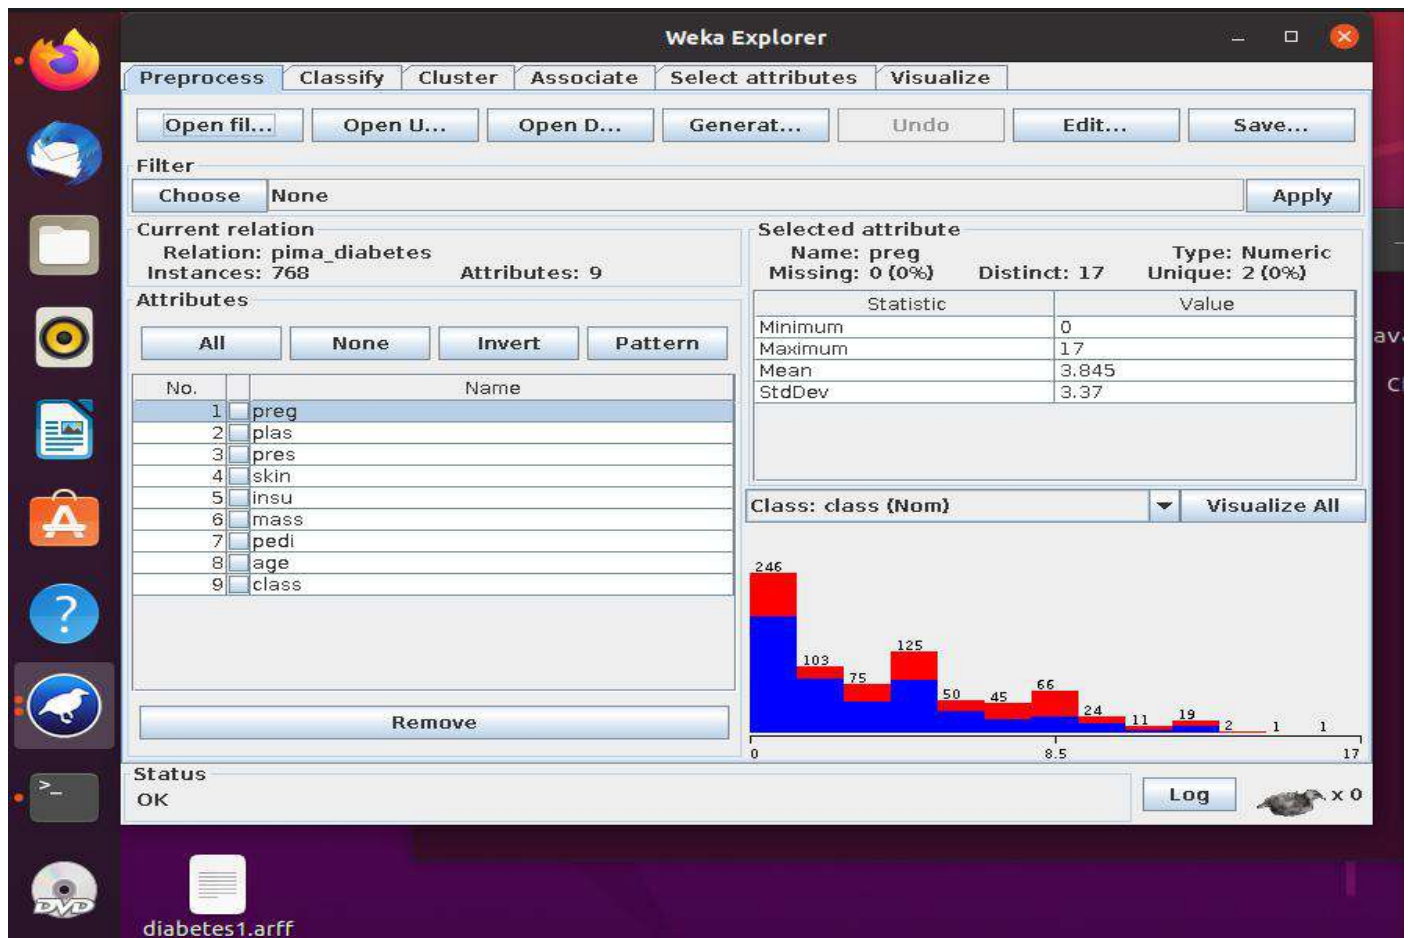 Weka Explorer
Preprocess Classify Cluster Associate Select attributes Visualize
Open fil... Open U... Open D... Generat... Undo Edit... Save...
Filter
Choose None Apply
Current relation
Relation: pima_diabetes
Instances: 768 Attributes: 9
Attributes
All None Invert Pattern
No. Name
1 preg
2 plas
3 pres
4 skin
5 insu
6 mass
7 pedi
8 age
9 class
Remove
Selected attribute
Name: preg Type: Numeric
Missing: 0 (0%) Distinct: 17 Unique: 2 (0%)
Statistic Value
Minimum 0
Maximum 17
Mean 3.845
StdDev 3.37
Class: class (Nom) Visualize All
246
103
75
125
50
45
66
24
11
19
2
1
1
0 8.5 17
Status
OK
Log x 0
>_
?
DVD
diabetes1.arff